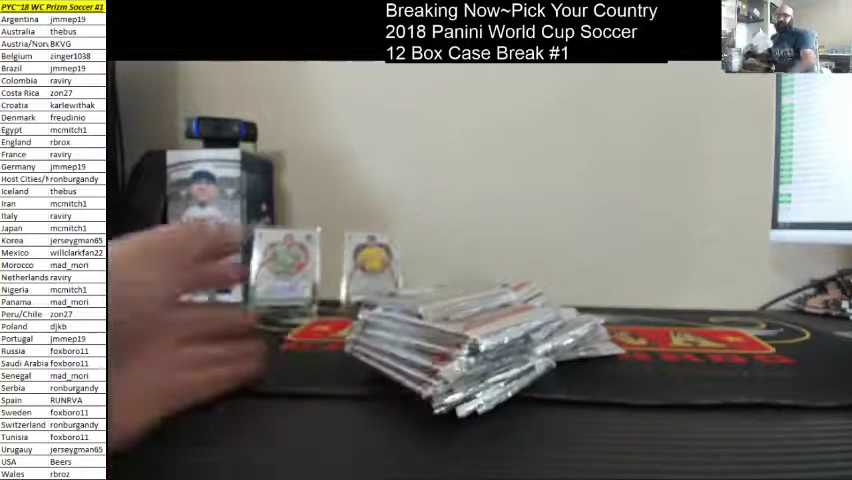 PYC~18 WC Prizm Soccer #1
Argentina jmmep19
Australia thebus
Austria/Norv BKVG
Belgium zinger1038
Brazil jmmep19
Colombia raviry
Costa Rica zon27
Croatia karlewithak
Denmark freudinio
Egypt mcmitch1
England rbrox
France raviry
Germany jmmep19
Host Cities/N ronburgandy
Iceland thebus
Iran mcmitch1
Italy raviry
Japan mcmitch1
Korea jerseygman65
Mexico willclarkfan22
Morocco mad_mori
Netherlands raviry
Nigeria mcmitch1
Panama mad_mori
Peru/Chile zon27
Poland djkb
Portugal jmmep19
Russia foxboro11
Saudi Arabia foxboro11
Senegal mad_mori
Serbia ronburgandy
Spain RUNRVA
Sweden foxboro11
Switzerland ronburgandy
Tunisia foxboro11
Urugauy jerseygman65
USA Beers
Wales rbroz
Breaking Now~Pick Your Country
2018 Panini World Cup Soccer
12 Box Case Break #1